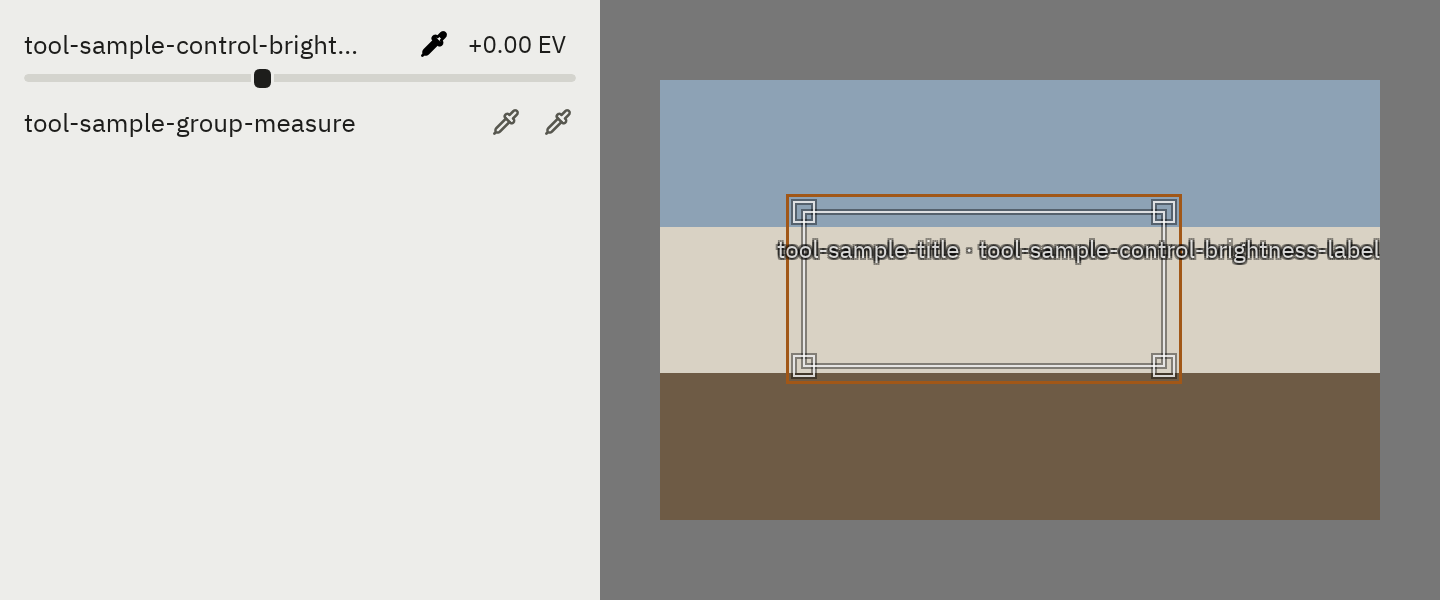 tool-sample-control-bright…
+0.00 EV
tool-sample-group-measure
tool-sample-title · tool-sample-control-brightness-label